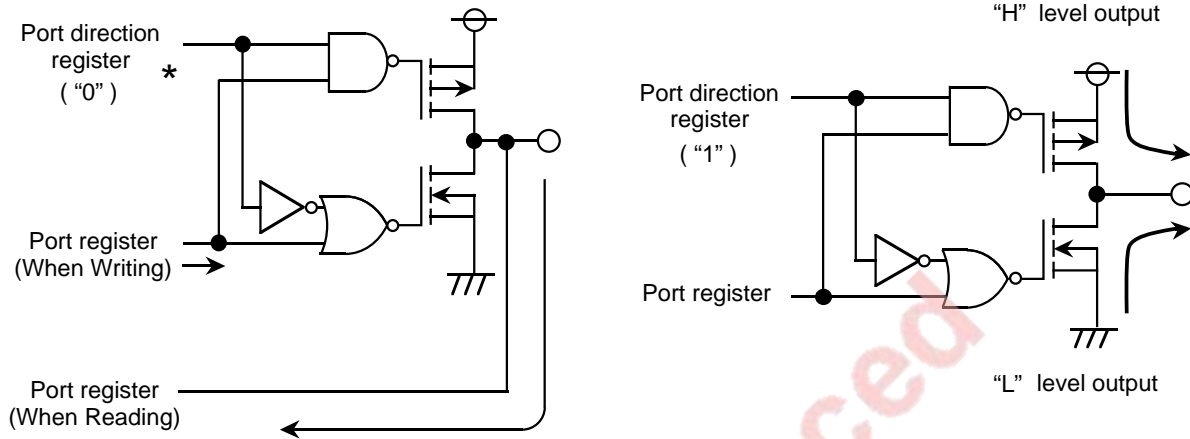 Port direction
register
( “0” )
*
Port register
(When Writing)
Port register
(When Reading)
“H” level output
Port direction
register
( “1” )
Port register
“L” level output